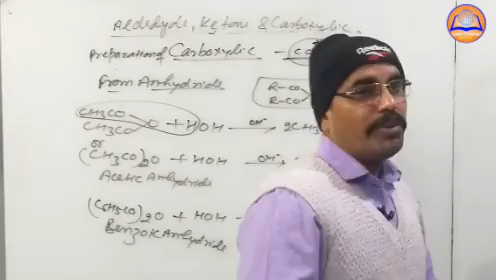 Aldehyde, Ketone & Carboxylic
Preparation of Carboxylic - CO
From Anhydride R-CO
R-CO
CH3CO
CH3CO O + HOH OH- 2CH3
or
(CH3CO)2O + HOH OH-
Acetic Anhydride
(C6H5CO)2O + HOH -
Benzoic Anhydride
Reebok